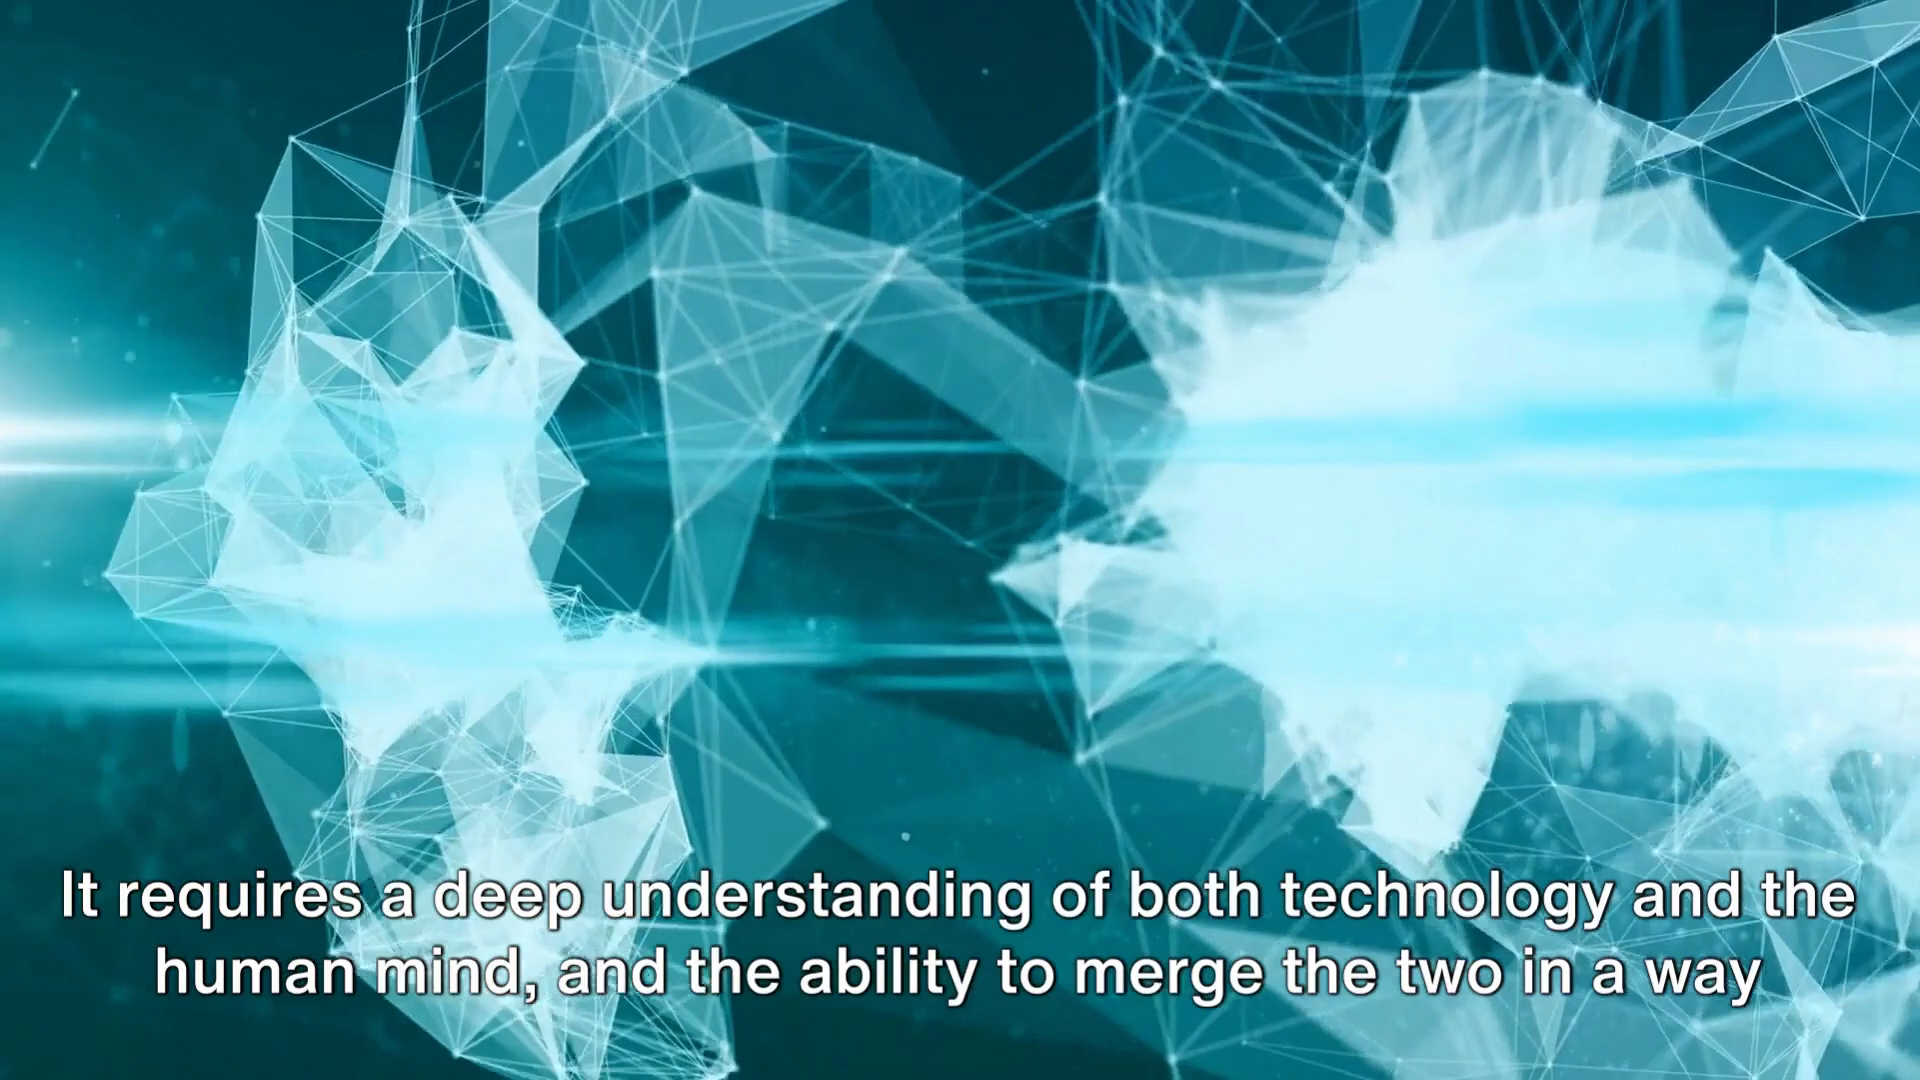 It requires a deep understanding of both technology and the
human mind, and the ability to merge the two in a way